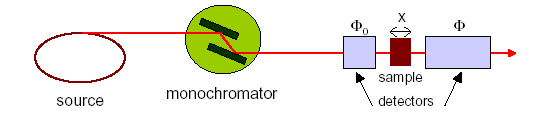 Φ₀
X
Φ
source
monochromator
sample
detectors